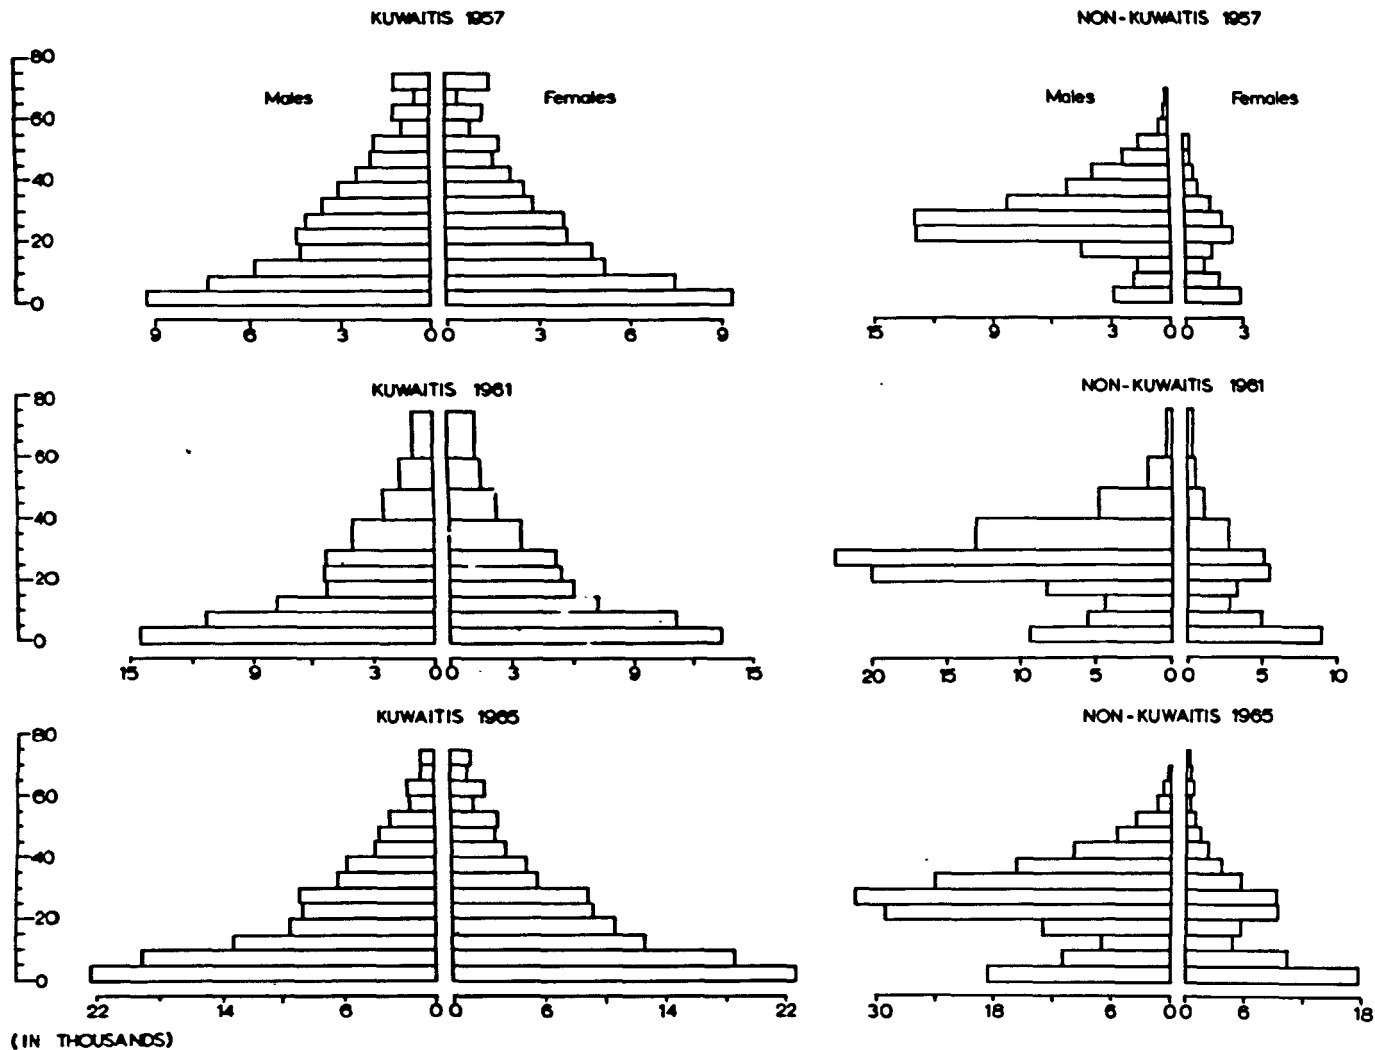 KUWAITIS 1957
NON-KUWAITIS 1957
80
60
40
20
0
Males
Females
Males
Females
9 6 3 0 0 3 6 9
15 9 3 0 0 3
KUWAITIS 1961
NON-KUWAITIS 1961
80
60
40
20
0
15 9 3 0 0 3 9 15
20 15 10 5 0 0 5 10
KUWAITIS 1965
NON-KUWAITIS 1965
80
60
40
20
0
22 14 6 0 0 6 14 22
30 18 6 0 0 6 18
(IN THOUSANDS)